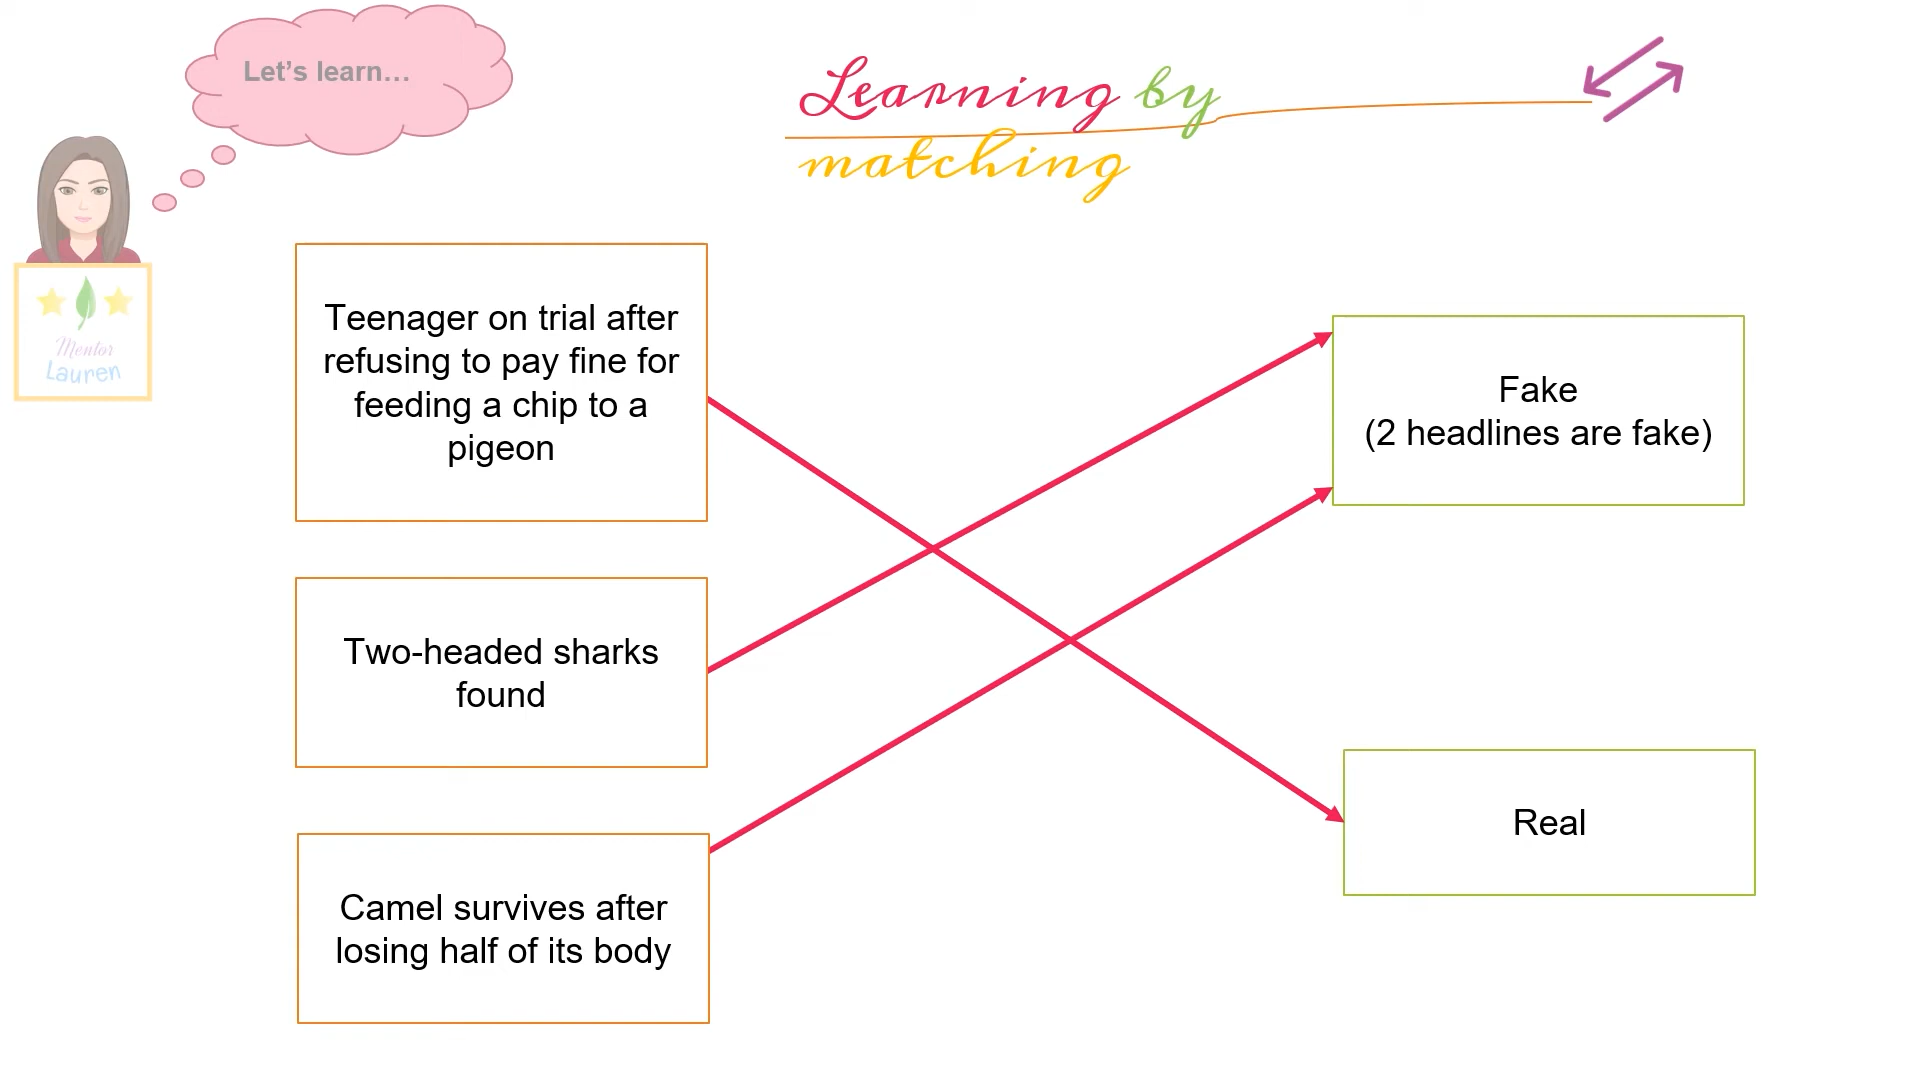 Let’s learn…
Learning by
matching
Mentor
Lauren
Teenager on trial after
refusing to pay fine for
feeding a chip to a
pigeon
Two-headed sharks
found
Camel survives after
losing half of its body
Fake
(2 headlines are fake)
Real